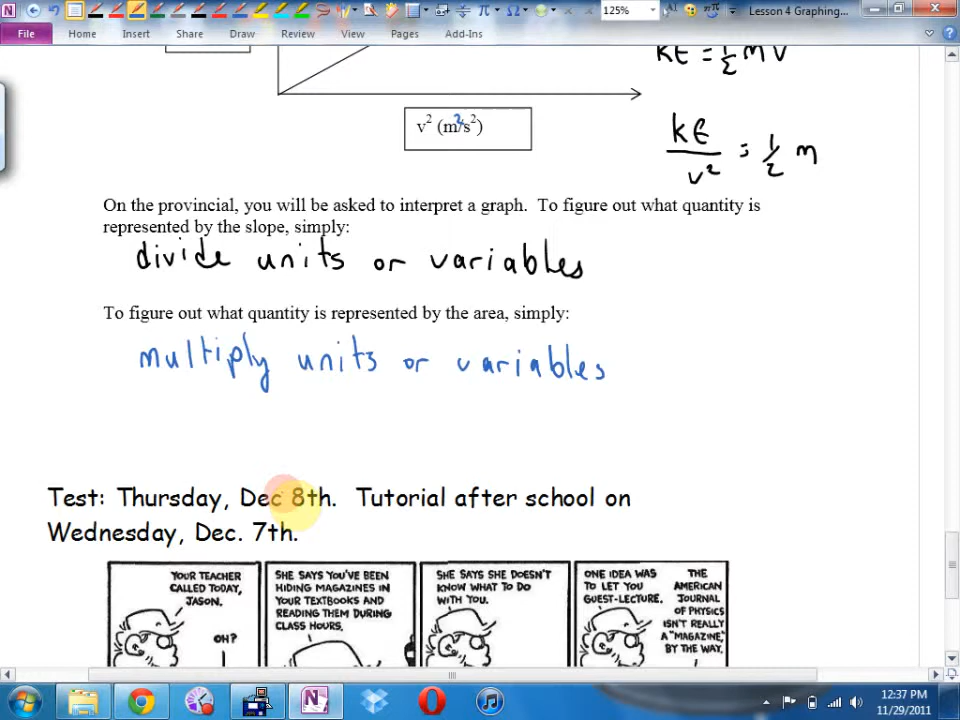 125%
Lesson 4 Graphing...
File Home Insert Share Draw Review View Pages Add-Ins
KE = 1/2 m v
v² (m²/s²)
KE/v² = 1/2 m
On the provincial, you will be asked to interpret a graph. To figure out what quantity is
represented by the slope, simply:
divide units or variables
To figure out what quantity is represented by the area, simply:
multiply units or variables
Test: Thursday, Dec 8th. Tutorial after school on
Wednesday, Dec. 7th.
YOUR TEACHER
CALLED TODAY,
JASON.
OH?
SHE SAYS YOU'VE BEEN
HIDING MAGAZINES IN
YOUR TEXTBOOKS AND
READING THEM DURING
CLASS HOURS.
SHE SAYS SHE DOESN'T
KNOW WHAT TO DO
WITH YOU.
ONE IDEA WAS
TO LET YOU
GUEST-LECTURE.
THE
AMERICAN
JOURNAL
OF PHYSICS
ISN'T REALLY
A "MAGAZINE,"
BY THE WAY.
12:37 PM
11/29/2011